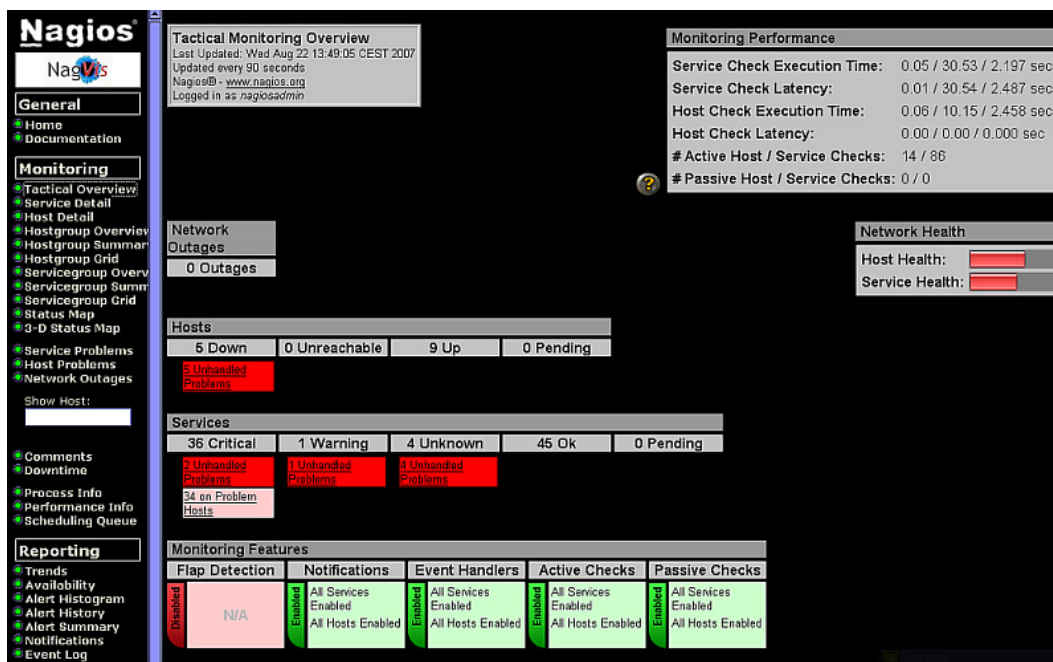 Nagios®
NagVis
General
Home
Documentation
Monitoring
Tactical Overview
Service Detail
Host Detail
Hostgroup Overview
Hostgroup Summar
Hostgroup Grid
Servicegroup Overv
Servicegroup Summ
Servicegroup Grid
Status Map
3-D Status Map
Service Problems
Host Problems
Network Outages
Show Host:
Comments
Downtime
Process Info
Performance Info
Scheduling Queue
Reporting
Trends
Availability
Alert Histogram
Alert History
Alert Summary
Notifications
Event Log
Tactical Monitoring Overview
Last Updated: Wed Aug 22 13:49:05 CEST 2007
Updated every 90 seconds
Nagios® - www.nagios.org
Logged in as nagiosadmin
Monitoring Performance
Service Check Execution Time: 0.05 / 30.53 / 2.197 sec
Service Check Latency: 0.01 / 30.54 / 2.487 sec
Host Check Execution Time: 0.06 / 10.15 / 2.458 sec
Host Check Latency: 0.00 / 0.00 / 0.000 sec
# Active Host / Service Checks: 14 / 86
# Passive Host / Service Checks: 0 / 0
?
Network
Outages
0 Outages
Network Health
Host Health:
Service Health:
Hosts
5 Down 0 Unreachable 9 Up 0 Pending
5 Unhandled
Problems
Services
36 Critical 1 Warning 4 Unknown 45 Ok 0 Pending
2 Unhandled 1 Unhandled 4 Unhandled
Problems Problems Problems
34 on Problem
Hosts
Monitoring Features
Flap Detection Notifications Event Handlers Active Checks Passive Checks
Disabled
N/A
Enabled
All Services
Enabled
All Hosts Enabled
Enabled
All Services
Enabled
All Hosts Enabled
Enabled
All Services
Enabled
All Hosts Enabled
Enabled
All Services
Enabled
All Hosts Enabled